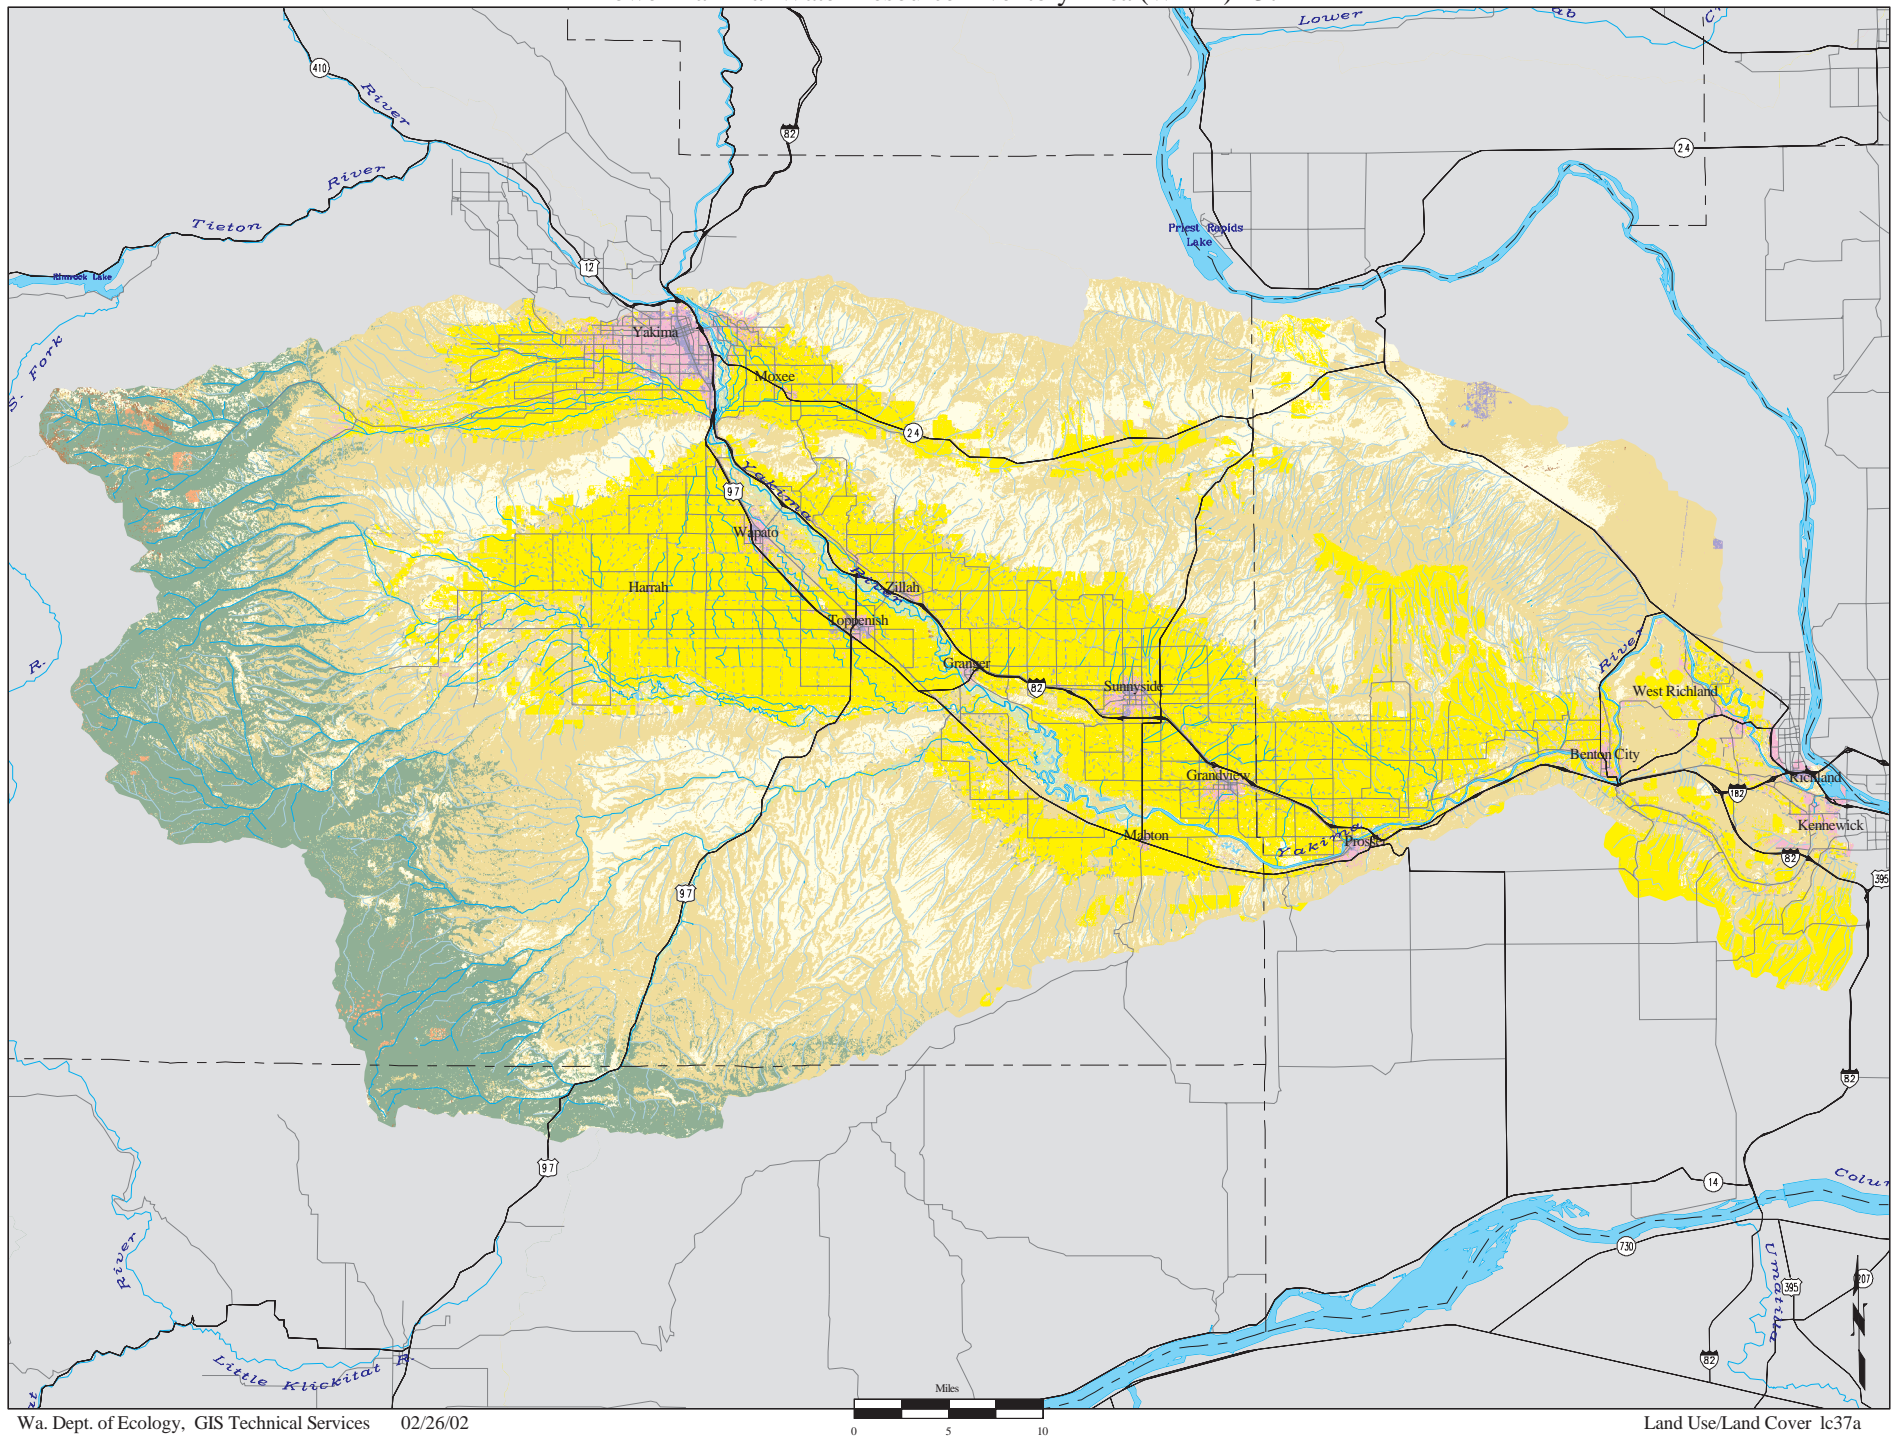 Lower
ab
410
River
82
24
River
Tieton
Priest Rapids
Lake
12
Rimrock Lake
Yakima
S. Fork
Moxee
24
Yakima
97
Wapato
Harrah
River
Zillah
Toppenish
River
R.
Granger
82
Sunnyside
West Richland
Benton City
Grandview
Richland
182
Mabton
Yakima
Prosser
Kennewick
82
395
97
82
97
14
Colum
River
730
Umatilla
395
207
82
Little Klickitat R.
Miles
0 5 10
Wa. Dept. of Ecology, GIS Technical Services 02/26/02
Land Use/Land Cover lc37a